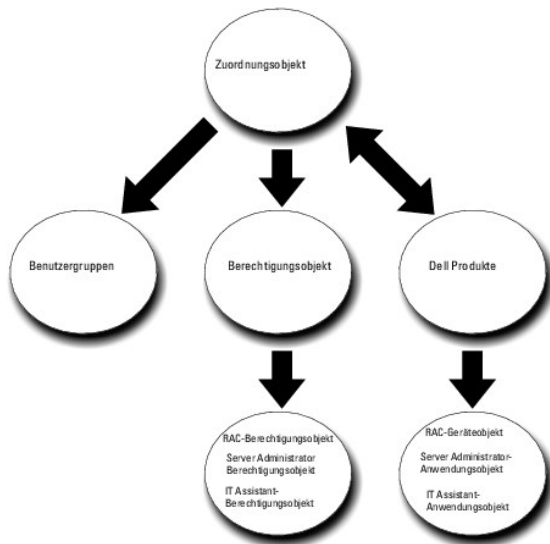 Zuordnungsobjekt
Benutzergruppen
Berechtigungsobjekt
Dell Produkte
RAC-Berechtigungsobjekt
Server Administrator
Berechtigungsobjekt
IT Assistant-
Berechtigungsobjekt
RAC-Geräteobjekt
Server Administrator-
Anwendungsobjekt
IT Assistant-
Anwendungsobjekt